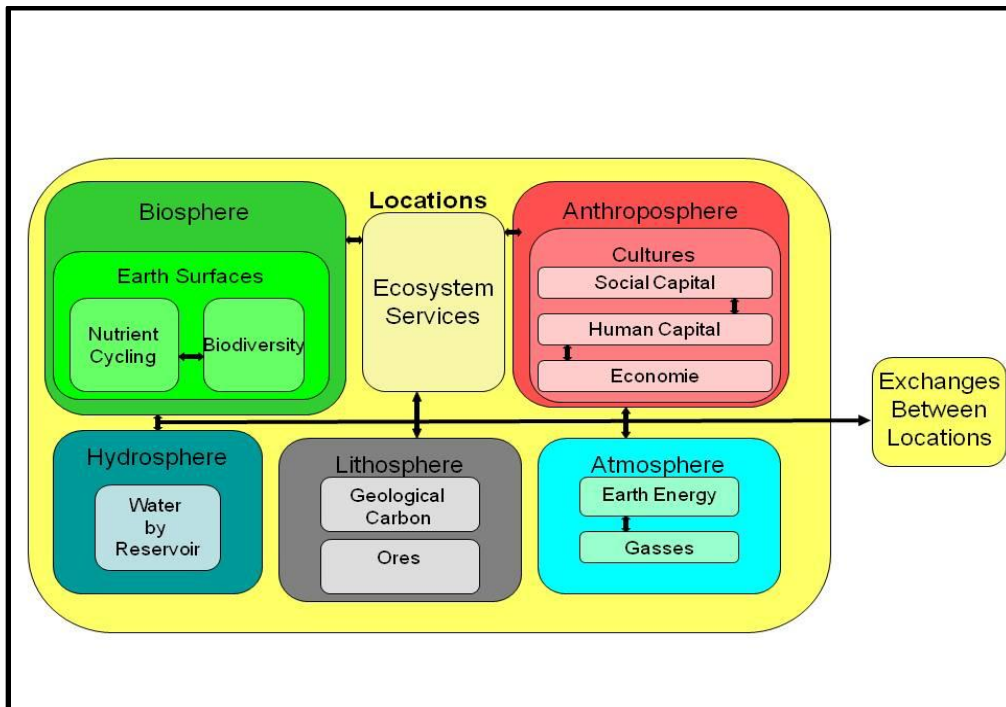 Locations
Biosphere
Earth Surfaces
Nutrient
Cycling
Biodiversity
Ecosystem
Services
Anthroposphere
Cultures
Social Capital
Human Capital
Economie
Exchanges
Between
Locations
Hydrosphere
Water
by
Reservoir
Lithosphere
Geological
Carbon
Ores
Atmosphere
Earth Energy
Gasses